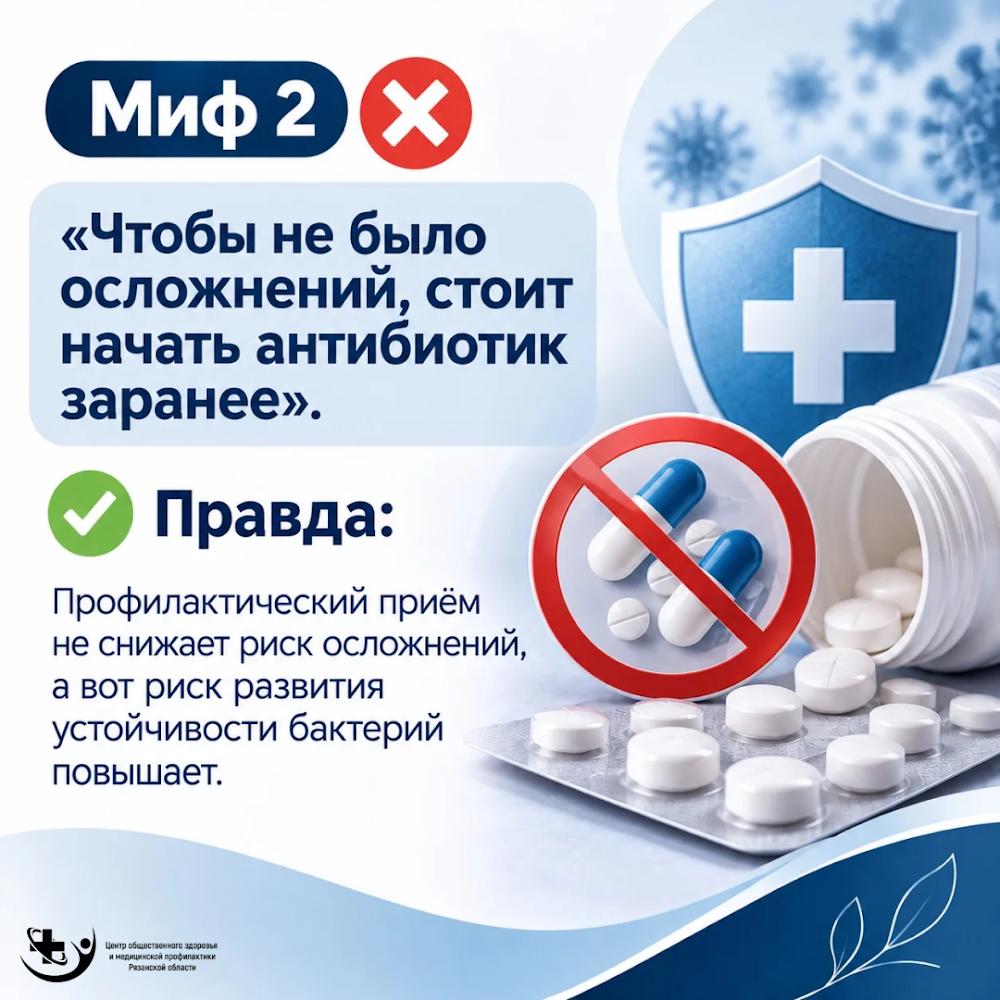 Миф 2
«Чтобы не было
осложнений, стоит
начать антибиотик
заранее».
Правда:
Профилактический приём
не снижает риск осложнений,
а вот риск развития
устойчивости бактерий
повышает.
Центр общественного здоровья
и медицинской профилактики
Рязанской области